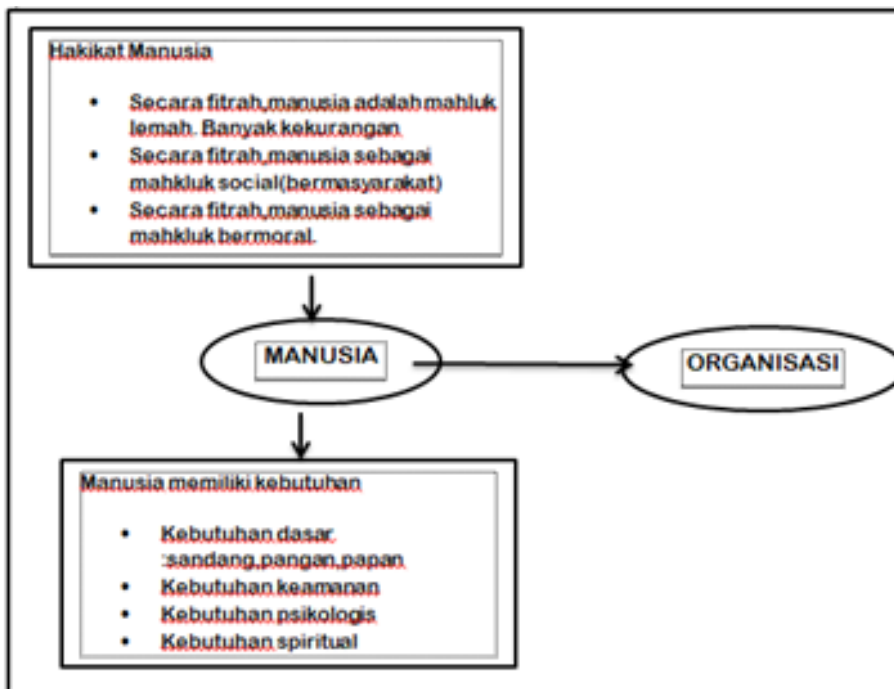 Hakikat Manusia
• Secara fitrah,manusia adalah mahluk
lemah. Banyak kekurangan
• Secara fitrah,manusia sebagai
mahkluk social(bermasyarakat)
• Secara fitrah,manusia sebagai
mahkluk bermoral.
MANUSIA
ORGANISASI
Manusia memiliki kebutuhan
• Kebutuhan dasar
:sandang,pangan,papan
• Kebutuhan keamanan
• Kebutuhan psikologis
• Kebutuhan spiritual